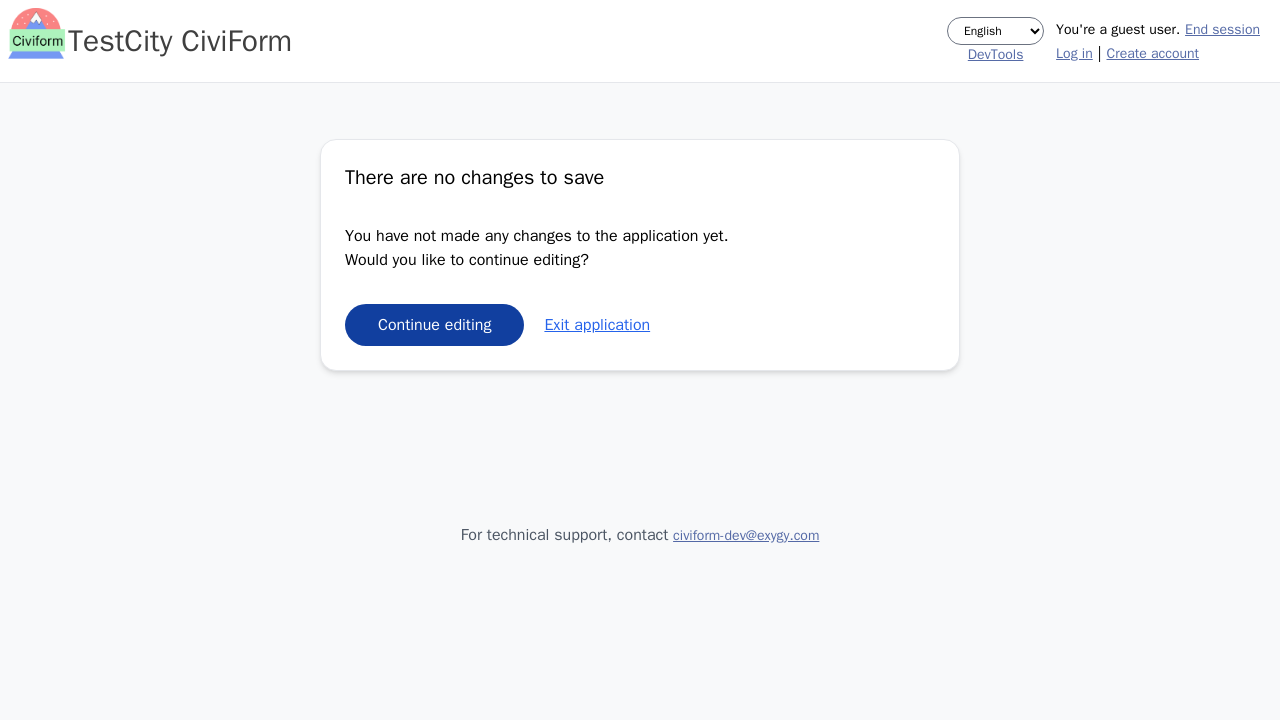 Civiform
TestCity CiviForm
English
DevTools
You're a guest user. End session
Log in | Create account
There are no changes to save
You have not made any changes to the application yet.
Would you like to continue editing?
Continue editing
Exit application
For technical support, contact civiform-dev@exygy.com